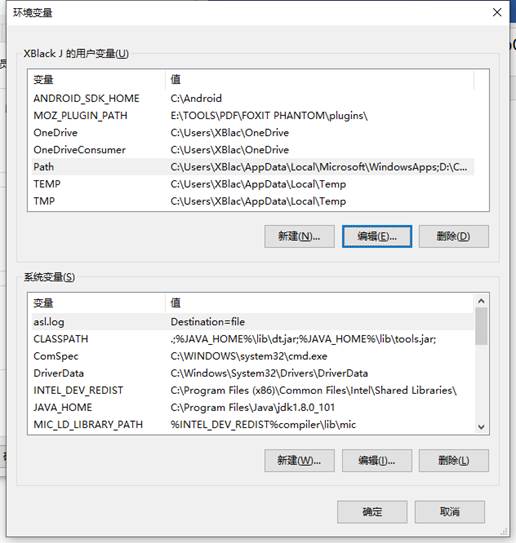 环境变量
XBlack J 的用户变量(U)
变量 值
ANDROID_SDK_HOME C:\Android
MOZ_PLUGIN_PATH E:\TOOLS\PDF\FOXIT PHANTOM\plugins\
OneDrive C:\Users\XBlac\OneDrive
OneDriveConsumer C:\Users\XBlac\OneDrive
Path C:\Users\XBlac\AppData\Local\Microsoft\WindowsApps;D:\C...
TEMP C:\Users\XBlac\AppData\Local\Temp
TMP C:\Users\XBlac\AppData\Local\Temp
新建(N)... 编辑(E)... 删除(D)
系统变量(S)
变量 值
asl.log Destination=file
CLASSPATH .;%JAVA_HOME%\lib\dt.jar;%JAVA_HOME%\lib\tools.jar;
ComSpec C:\WINDOWS\system32\cmd.exe
DriverData C:\Windows\System32\Drivers\DriverData
INTEL_DEV_REDIST C:\Program Files (x86)\Common Files\Intel\Shared Libraries\
JAVA_HOME C:\Program Files\Java\jdk1.8.0_101
MIC_LD_LIBRARY_PATH %INTEL_DEV_REDIST%compiler\lib\mic
新建(W)... 编辑(I)... 删除(L)
确定 取消